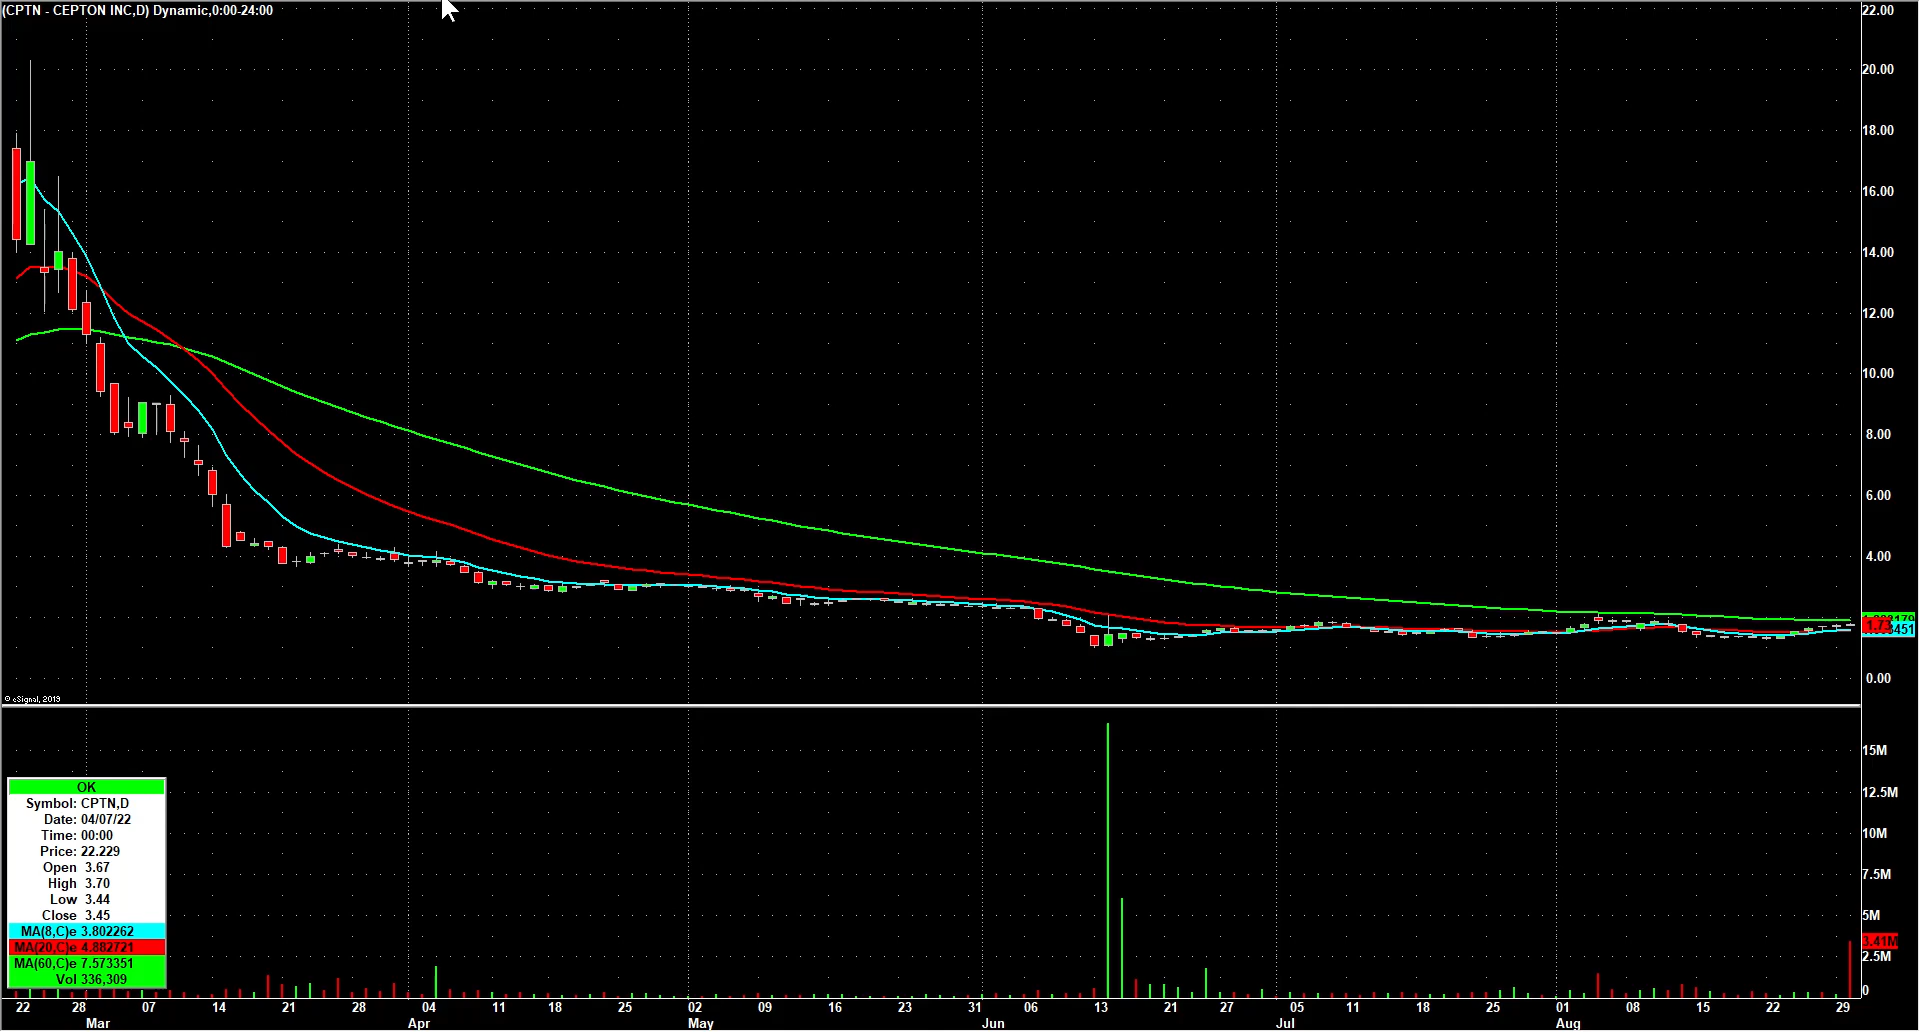 (CPTN - CEPTON INC,D) Dynamic,0:00-24:00
22.00
20.00
18.00
16.00
14.00
12.00
10.00
8.00
6.00
4.00
1.73
451
0.00
© eSignal, 2019
15M
12.5M
10M
7.5M
5M
3.41M
2.5M
0
OK
Symbol: CPTN,D
Date: 04/07/22
Time: 00:00
Price: 22.229
Open 3.67
High 3.70
Low 3.44
Close 3.45
MA(8,C)e 3.802262
MA(20,C)e 4.882721
MA(60,C)e 7.573351
Vol 336,309
22 28 07 14 21 28 04 11 18 25 02 09 16 23 31 06 13 21 27 05 11 18 25 01 08 15 22 29
Mar Apr May Jun Jul Aug